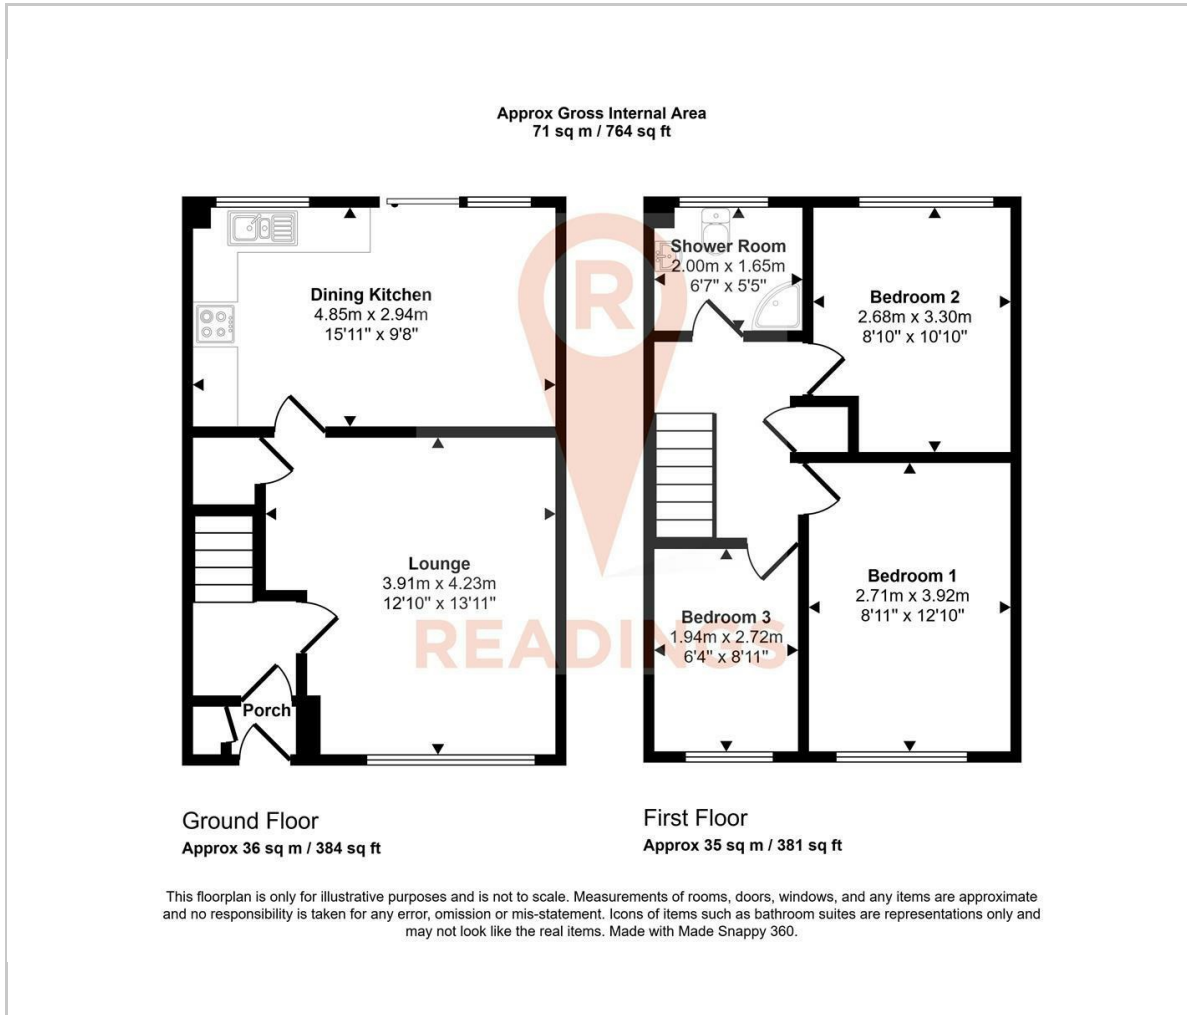 Approx Gross Internal Area
71 sq m / 764 sq ft
Dining Kitchen
4.85m x 2.94m
15'11" x 9'8"
Lounge
3.91m x 4.23m
12'10" x 13'11"
Porch
Shower Room
2.00m x 1.65m
6'7" x 5'5"
Bedroom 2
2.68m x 3.30m
8'10" x 10'10"
Bedroom 1
2.71m x 3.92m
8'11" x 12'10"
Bedroom 3
1.94m x 2.72m
6'4" x 8'11"
R
READINGS
Ground Floor
Approx 36 sq m / 384 sq ft
First Floor
Approx 35 sq m / 381 sq ft
This floorplan is only for illustrative purposes and is not to scale. Measurements of rooms, doors, windows, and any items are approximate
and no responsibility is taken for any error, omission or mis-statement. Icons of items such as bathroom suites are representations only and
may not look like the real items. Made with Made Snappy 360.